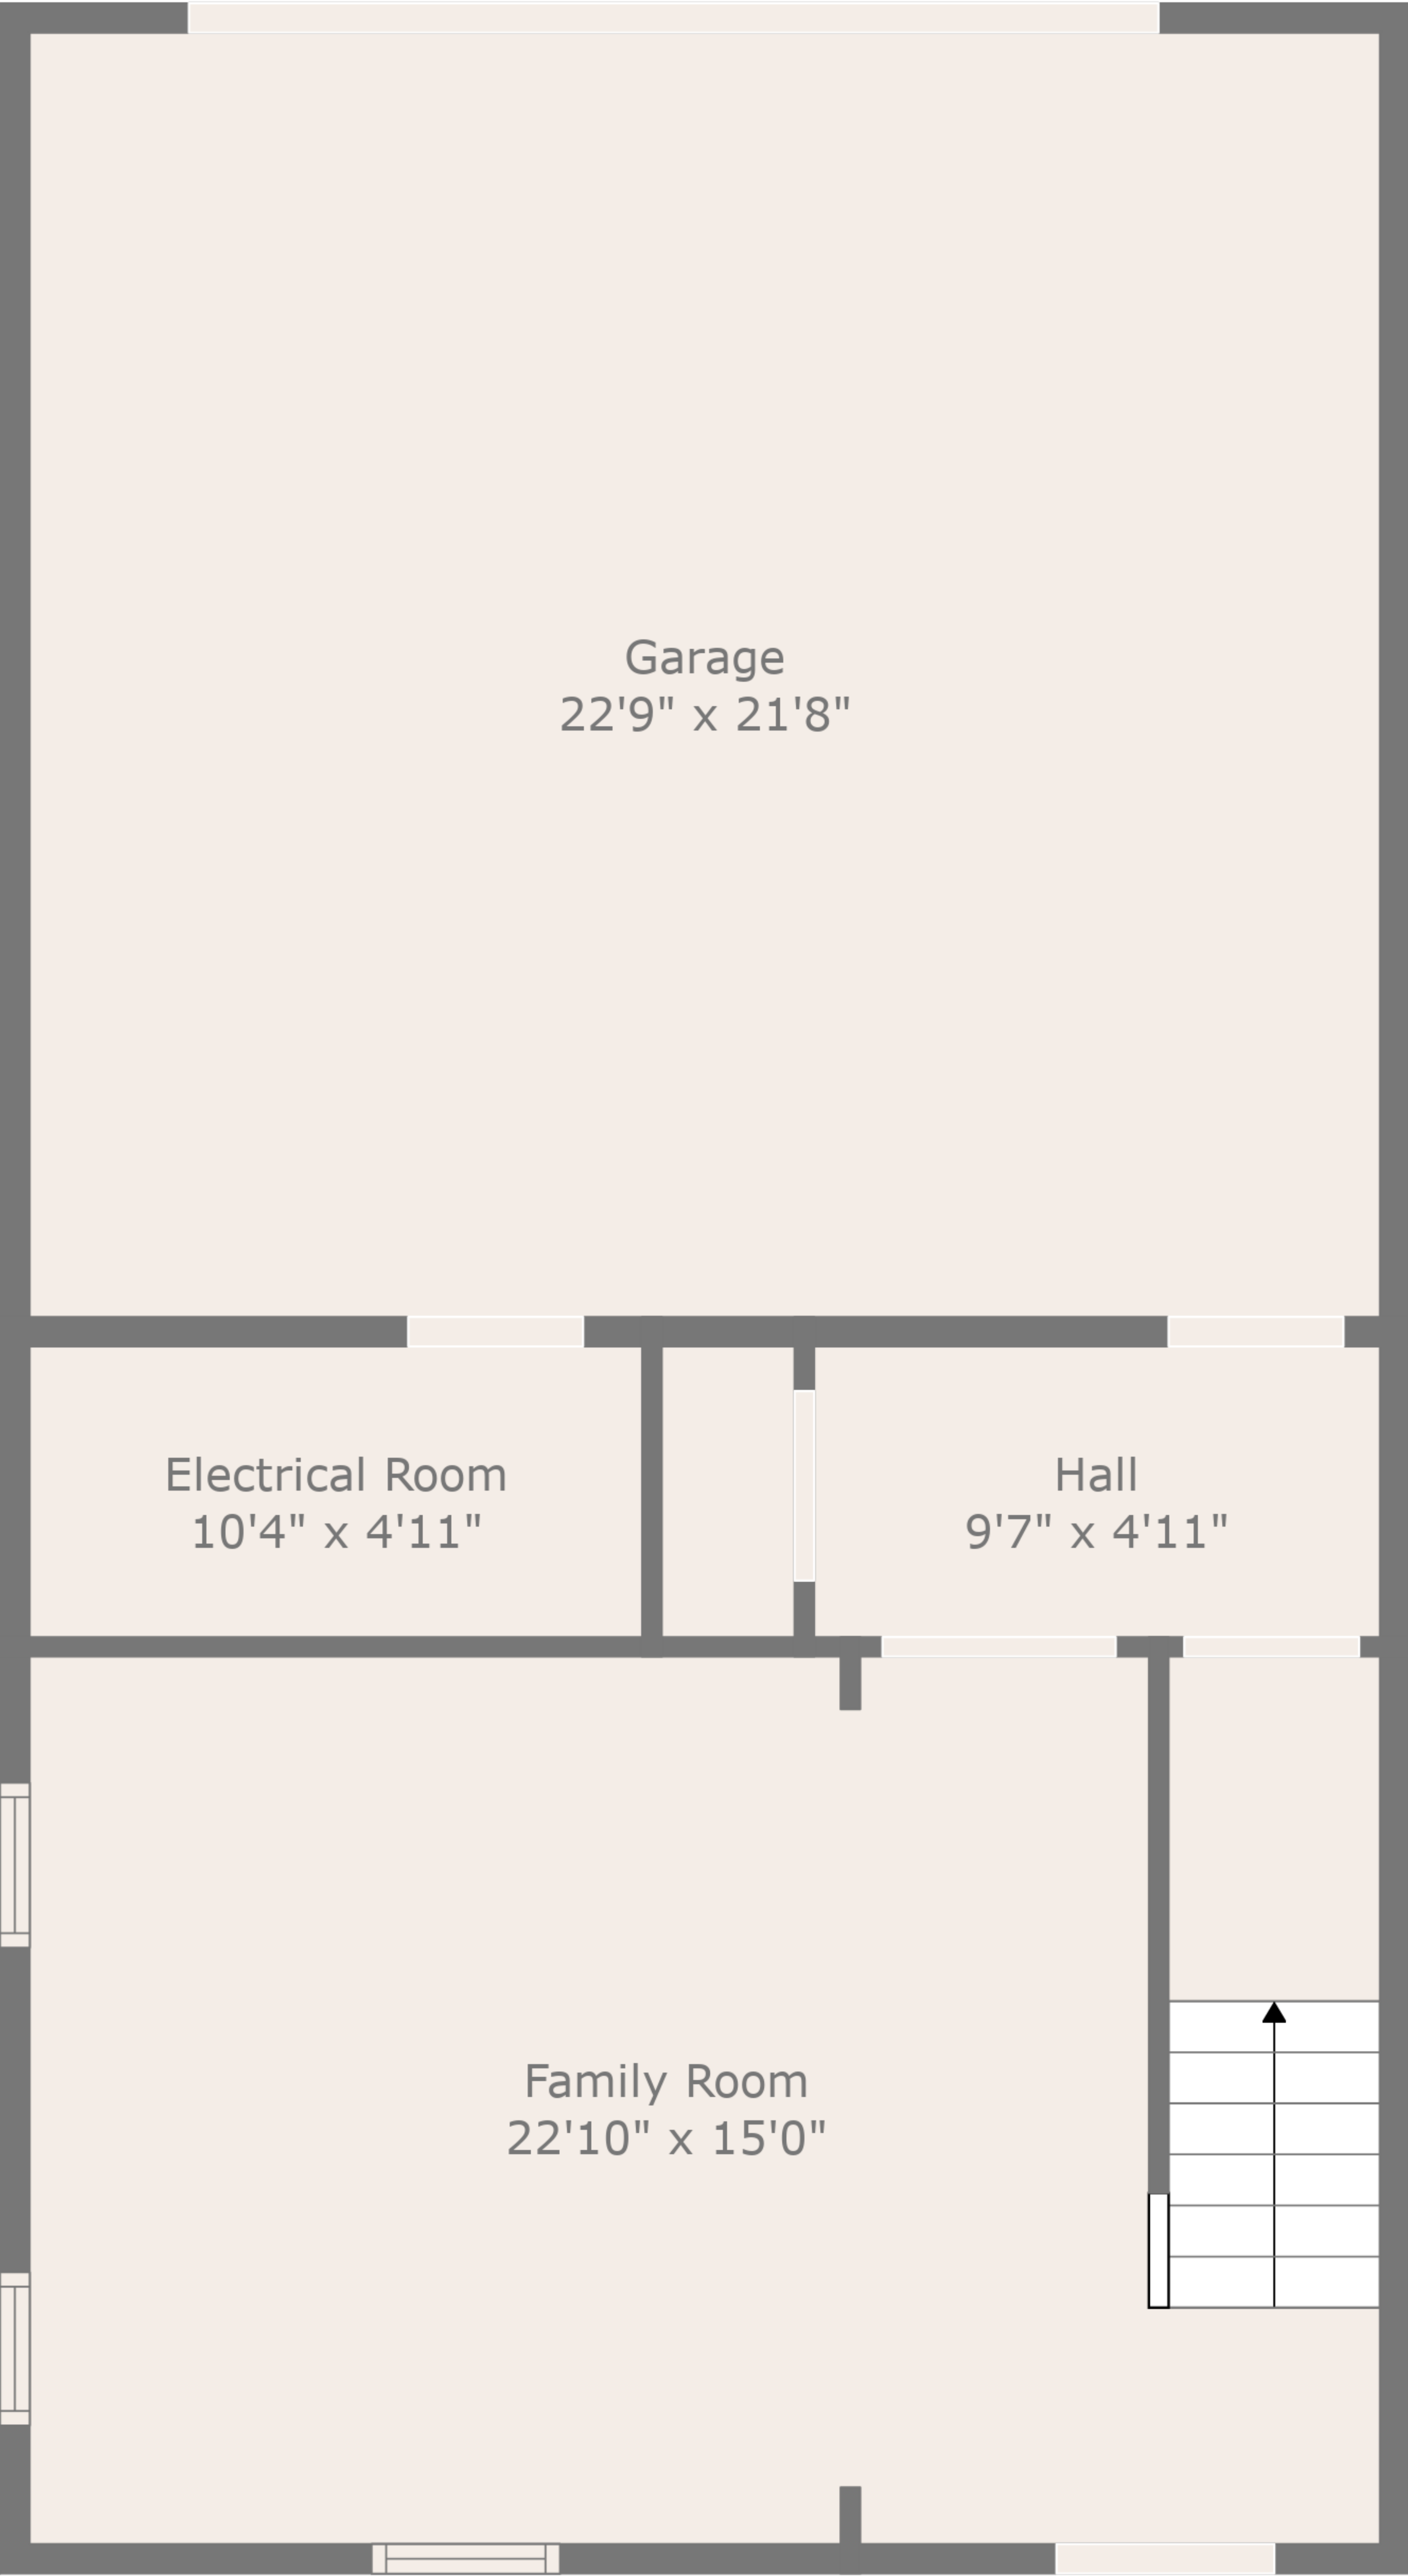 Garage
22'9" x 21'8"
Electrical Room
10'4" x 4'11"
Hall
9'7" x 4'11"
Family Room
22'10" x 15'0"